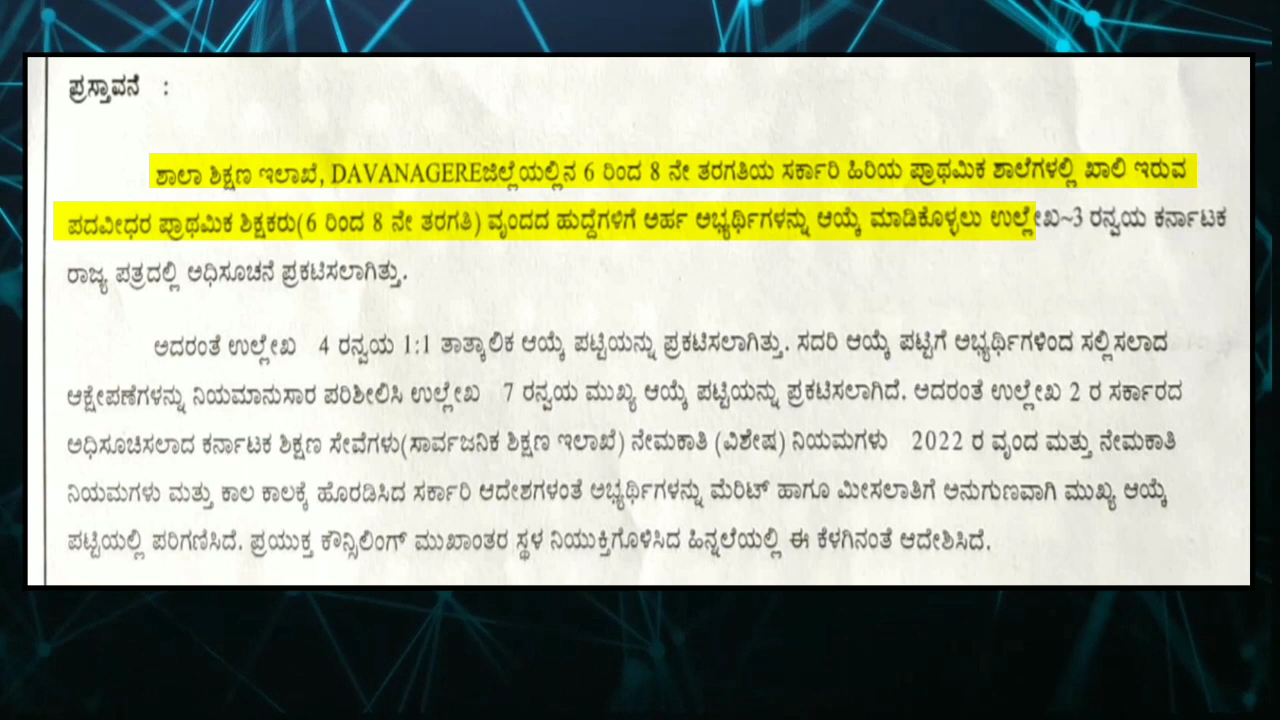 ಪ್ರಸ್ತಾವನೆ :
ಶಾಲಾ ಶಿಕ್ಷಣ ಇಲಾಖೆ, DAVANAGEREಜಿಲ್ಲೆಯಲ್ಲಿನ 6 ರಿಂದ 8 ನೇ ತರಗತಿಯ ಸರ್ಕಾರಿ ಹಿರಿಯ ಪ್ರಾಥಮಿಕ ಶಾಲೆಗಳಲ್ಲಿ ಖಾಲಿ ಇರುವ
ಪದವೀಧರ ಪ್ರಾಥಮಿಕ ಶಿಕ್ಷಕರು(6 ರಿಂದ 8 ನೇ ತರಗತಿ) ವೃಂದದ ಹುದ್ದೆಗಳಿಗೆ ಅರ್ಹ ಅಭ್ಯರ್ಥಿಗಳನ್ನು ಆಯ್ಕೆ ಮಾಡಿಕೊಳ್ಳಲು ಉಲ್ಲೇಖ~3 ರನ್ವಯ ಕರ್ನಾಟಕ
ರಾಜ್ಯ ಪತ್ರದಲ್ಲಿ ಅಧಿಸೂಚನೆ ಪ್ರಕಟಿಸಲಾಗಿತ್ತು.
ಅದರಂತೆ ಉಲ್ಲೇಖ 4 ರನ್ವಯ 1:1 ತಾತ್ಕಾಲಿಕ ಆಯ್ಕೆ ಪಟ್ಟಿಯನ್ನು ಪ್ರಕಟಿಸಲಾಗಿತ್ತು. ಸದರಿ ಆಯ್ಕೆ ಪಟ್ಟಿಗೆ ಅಭ್ಯರ್ಥಿಗಳಿಂದ ಸಲ್ಲಿಸಲಾದ
ಆಕ್ಷೇಪಣೆಗಳನ್ನು ನಿಯಮಾನುಸಾರ ಪರಿಶೀಲಿಸಿ ಉಲ್ಲೇಖ 7 ರನ್ವಯ ಮುಖ್ಯ ಆಯ್ಕೆ ಪಟ್ಟಿಯನ್ನು ಪ್ರಕಟಿಸಲಾಗಿದೆ. ಅದರಂತೆ ಉಲ್ಲೇಖ 2 ರ ಸರ್ಕಾರದ
ಅಧಿಸೂಚಿಸಲಾದ ಕರ್ನಾಟಕ ಶಿಕ್ಷಣ ಸೇವೆಗಳು(ಸಾರ್ವಜನಿಕ ಶಿಕ್ಷಣ ಇಲಾಖೆ) ನೇಮಕಾತಿ (ವಿಶೇಷ) ನಿಯಮಗಳು 2022 ರ ವೃಂದ ಮತ್ತು ನೇಮಕಾತಿ
ನಿಯಮಗಳು ಮತ್ತು ಕಾಲ ಕಾಲಕ್ಕೆ ಹೊರಡಿಸಿದ ಸರ್ಕಾರಿ ಆದೇಶಗಳಂತೆ ಅಭ್ಯರ್ಥಿಗಳನ್ನು ಮೆರಿಟ್ ಹಾಗೂ ಮೀಸಲಾತಿಗೆ ಅನುಗುಣವಾಗಿ ಮುಖ್ಯ ಆಯ್ಕೆ
ಪಟ್ಟಿಯಲ್ಲಿ ಪರಿಗಣಿಸಿದೆ. ಪ್ರಯುಕ್ತ ಕೌನ್ಸಿಲಿಂಗ್ ಮುಖಾಂತರ ಸ್ಥಳ ನಿಯುಕ್ತಿಗೊಳಿಸಿದ ಹಿನ್ನಲೆಯಲ್ಲಿ ಈ ಕೆಳಗಿನಂತೆ ಆದೇಶಿಸಿದೆ.